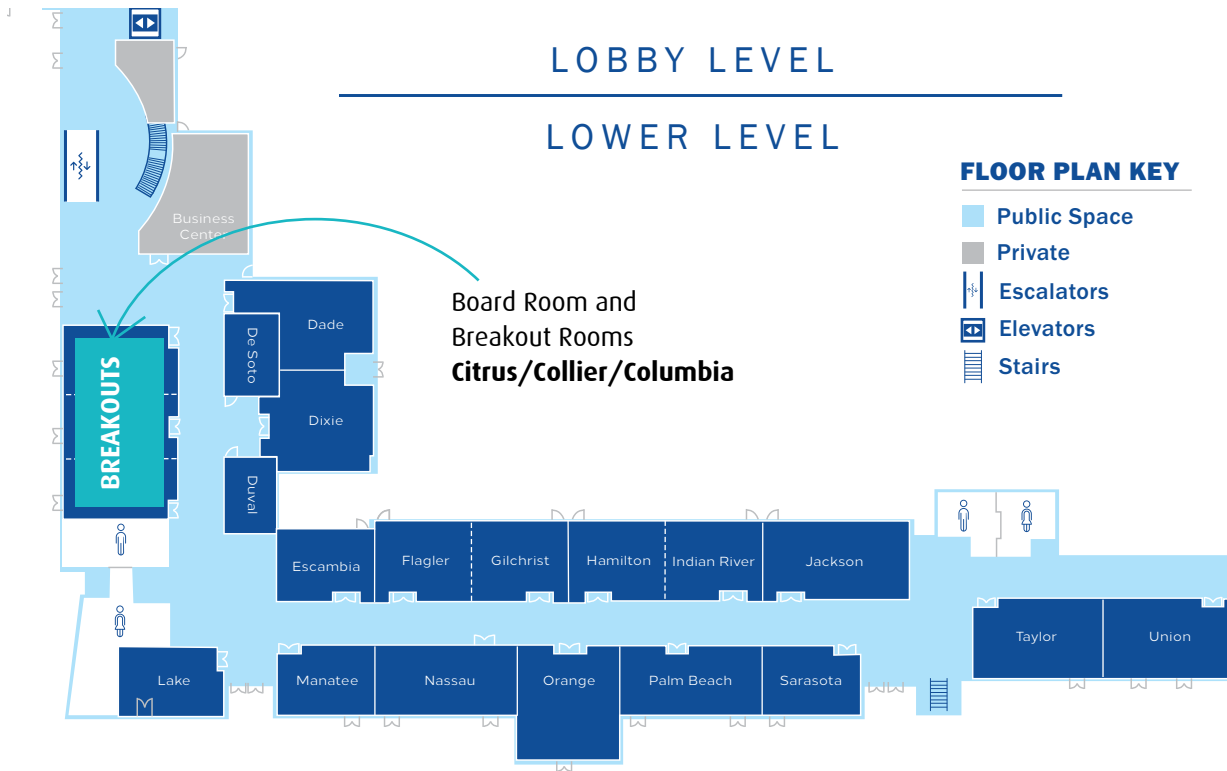 LOBBY LEVEL
LOWER LEVEL
FLOOR PLAN KEY
Public Space
Private
Escalators
Elevators
Stairs
Business
Center
Board Room and
Breakout Rooms
Citrus/Collier/Columbia
BREAKOUTS
De Soto
Dade
Dixie
Duval
Escambia
Flagler
Gilchrist
Hamilton
Indian River
Jackson
Taylor
Union
Lake
Manatee
Nassau
Orange
Palm Beach
Sarasota